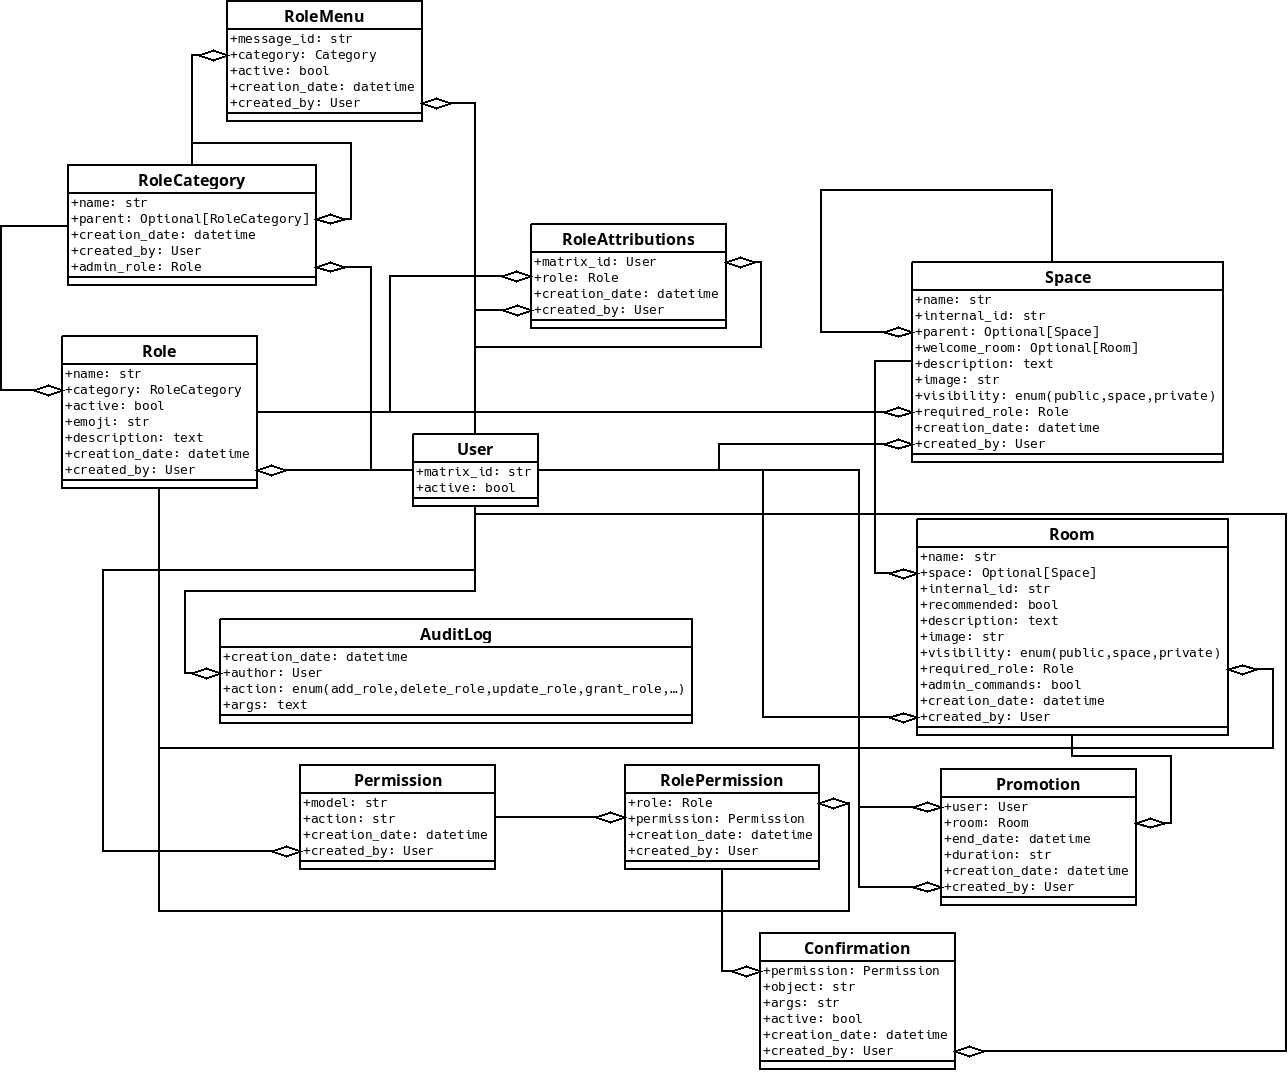 RoleMenu
+message_id: str
+category: Category
+active: bool
+creation_date: datetime
+created_by: User
RoleCategory
+name: str
+parent: Optional[RoleCategory]
+creation_date: datetime
+created_by: User
+admin_role: Role
RoleAttributions
+matrix_id: User
+role: Role
+creation_date: datetime
+created_by: User
Space
+name: str
+internal_id: str
+parent: Optional[Space]
+welcome_room: Optional[Room]
+description: text
+image: str
+visibility: enum(public,space,private)
+required_role: Role
+creation_date: datetime
+created_by: User
Role
+name: str
+category: RoleCategory
+active: bool
+emoji: str
+description: text
+creation_date: datetime
+created_by: User
User
+matrix_id: str
+active: bool
Room
+name: str
+space: Optional[Space]
+internal_id: str
+recommended: bool
+description: text
+image: str
+visibility: enum(public,space,private)
+required_role: Role
+admin_commands: bool
+creation_date: datetime
+created_by: User
AuditLog
+creation_date: datetime
+author: User
+action: enum(add_role,delete_role,update_role,grant_role,…)
+args: text
Permission
+model: str
+action: str
+creation_date: datetime
+created_by: User
RolePermission
+role: Role
+permission: Permission
+creation_date: datetime
+created_by: User
Promotion
+user: User
+room: Room
+end_date: datetime
+duration: str
+creation_date: datetime
+created_by: User
Confirmation
+permission: Permission
+object: str
+args: str
+active: bool
+creation_date: datetime
+created_by: User